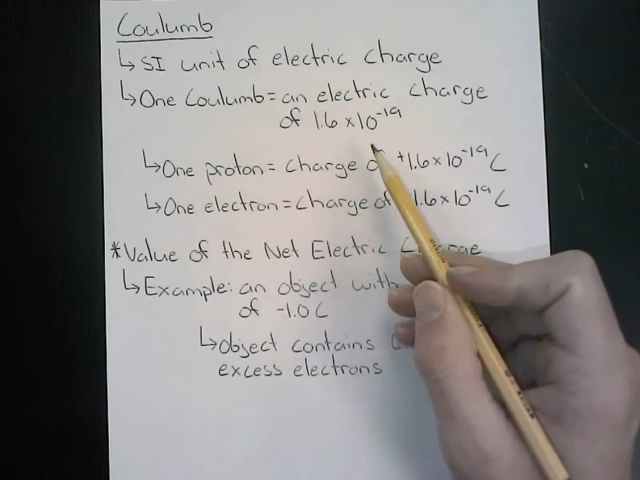 Coulumb
↳SI unit of electric charge
↳One Coulumb=an electric charge
of 1.6×10⁻¹⁹
↳One proton=charge of +1.6×10⁻¹⁹ C
↳One electron=charge of 1.6×10⁻¹⁹ C
*Value of the Net Electric Charge
↳Example: an object with
of -1.0C
↳Object contains
excess electrons